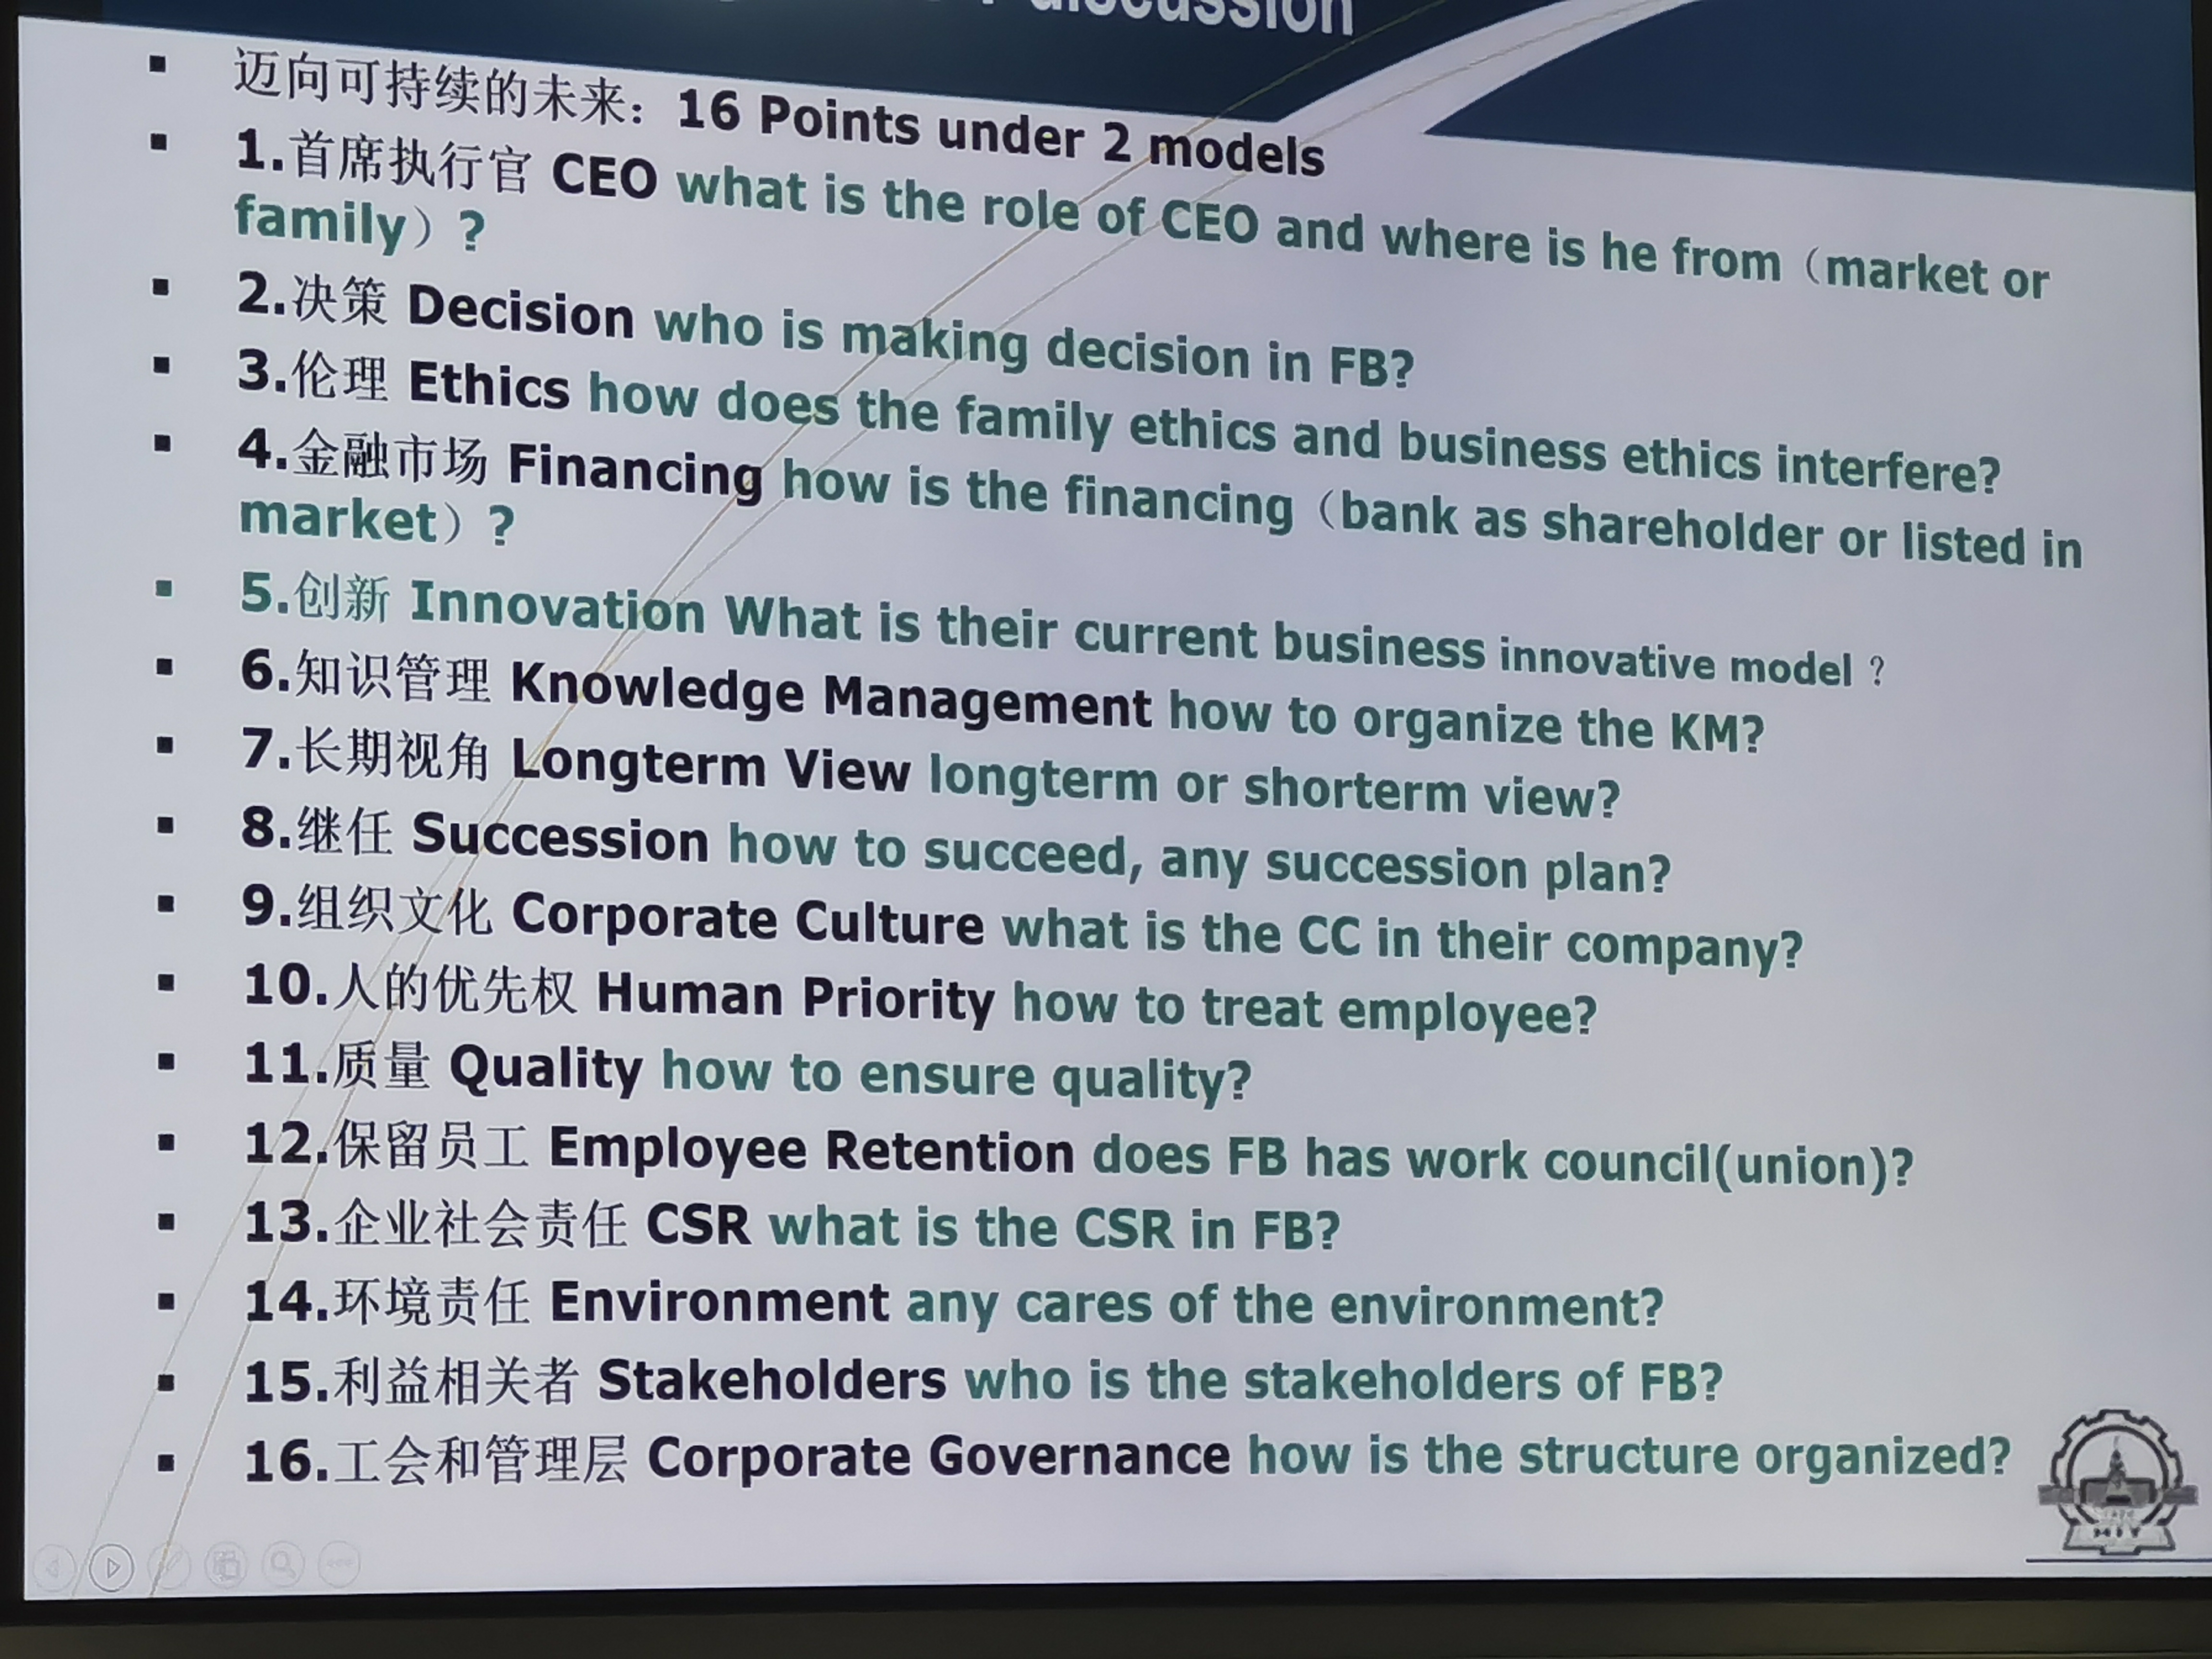 discussion
迈向可持续的未来：16 Points under 2 models
1.首席执行官 CEO what is the role of CEO and where is he from（market or
family）?
2.决策 Decision who is making decision in FB?
3.伦理 Ethics how does the family ethics and business ethics interfere?
4.金融市场 Financing how is the financing（bank as shareholder or listed in
market）?
5.创新 Innovation What is their current business innovative model ?
6.知识管理 Knowledge Management how to organize the KM?
7.长期视角 Longterm View longterm or shorterm view?
8.继任 Succession how to succeed, any succession plan?
9.组织文化 Corporate Culture what is the CC in their company?
10.人的优先权 Human Priority how to treat employee?
11.质量 Quality how to ensure quality?
12.保留员工 Employee Retention does FB has work council(union)?
13.企业社会责任 CSR what is the CSR in FB?
14.环境责任 Environment any cares of the environment?
15.利益相关者 Stakeholders who is the stakeholders of FB?
16.工会和管理层 Corporate Governance how is the structure organized?